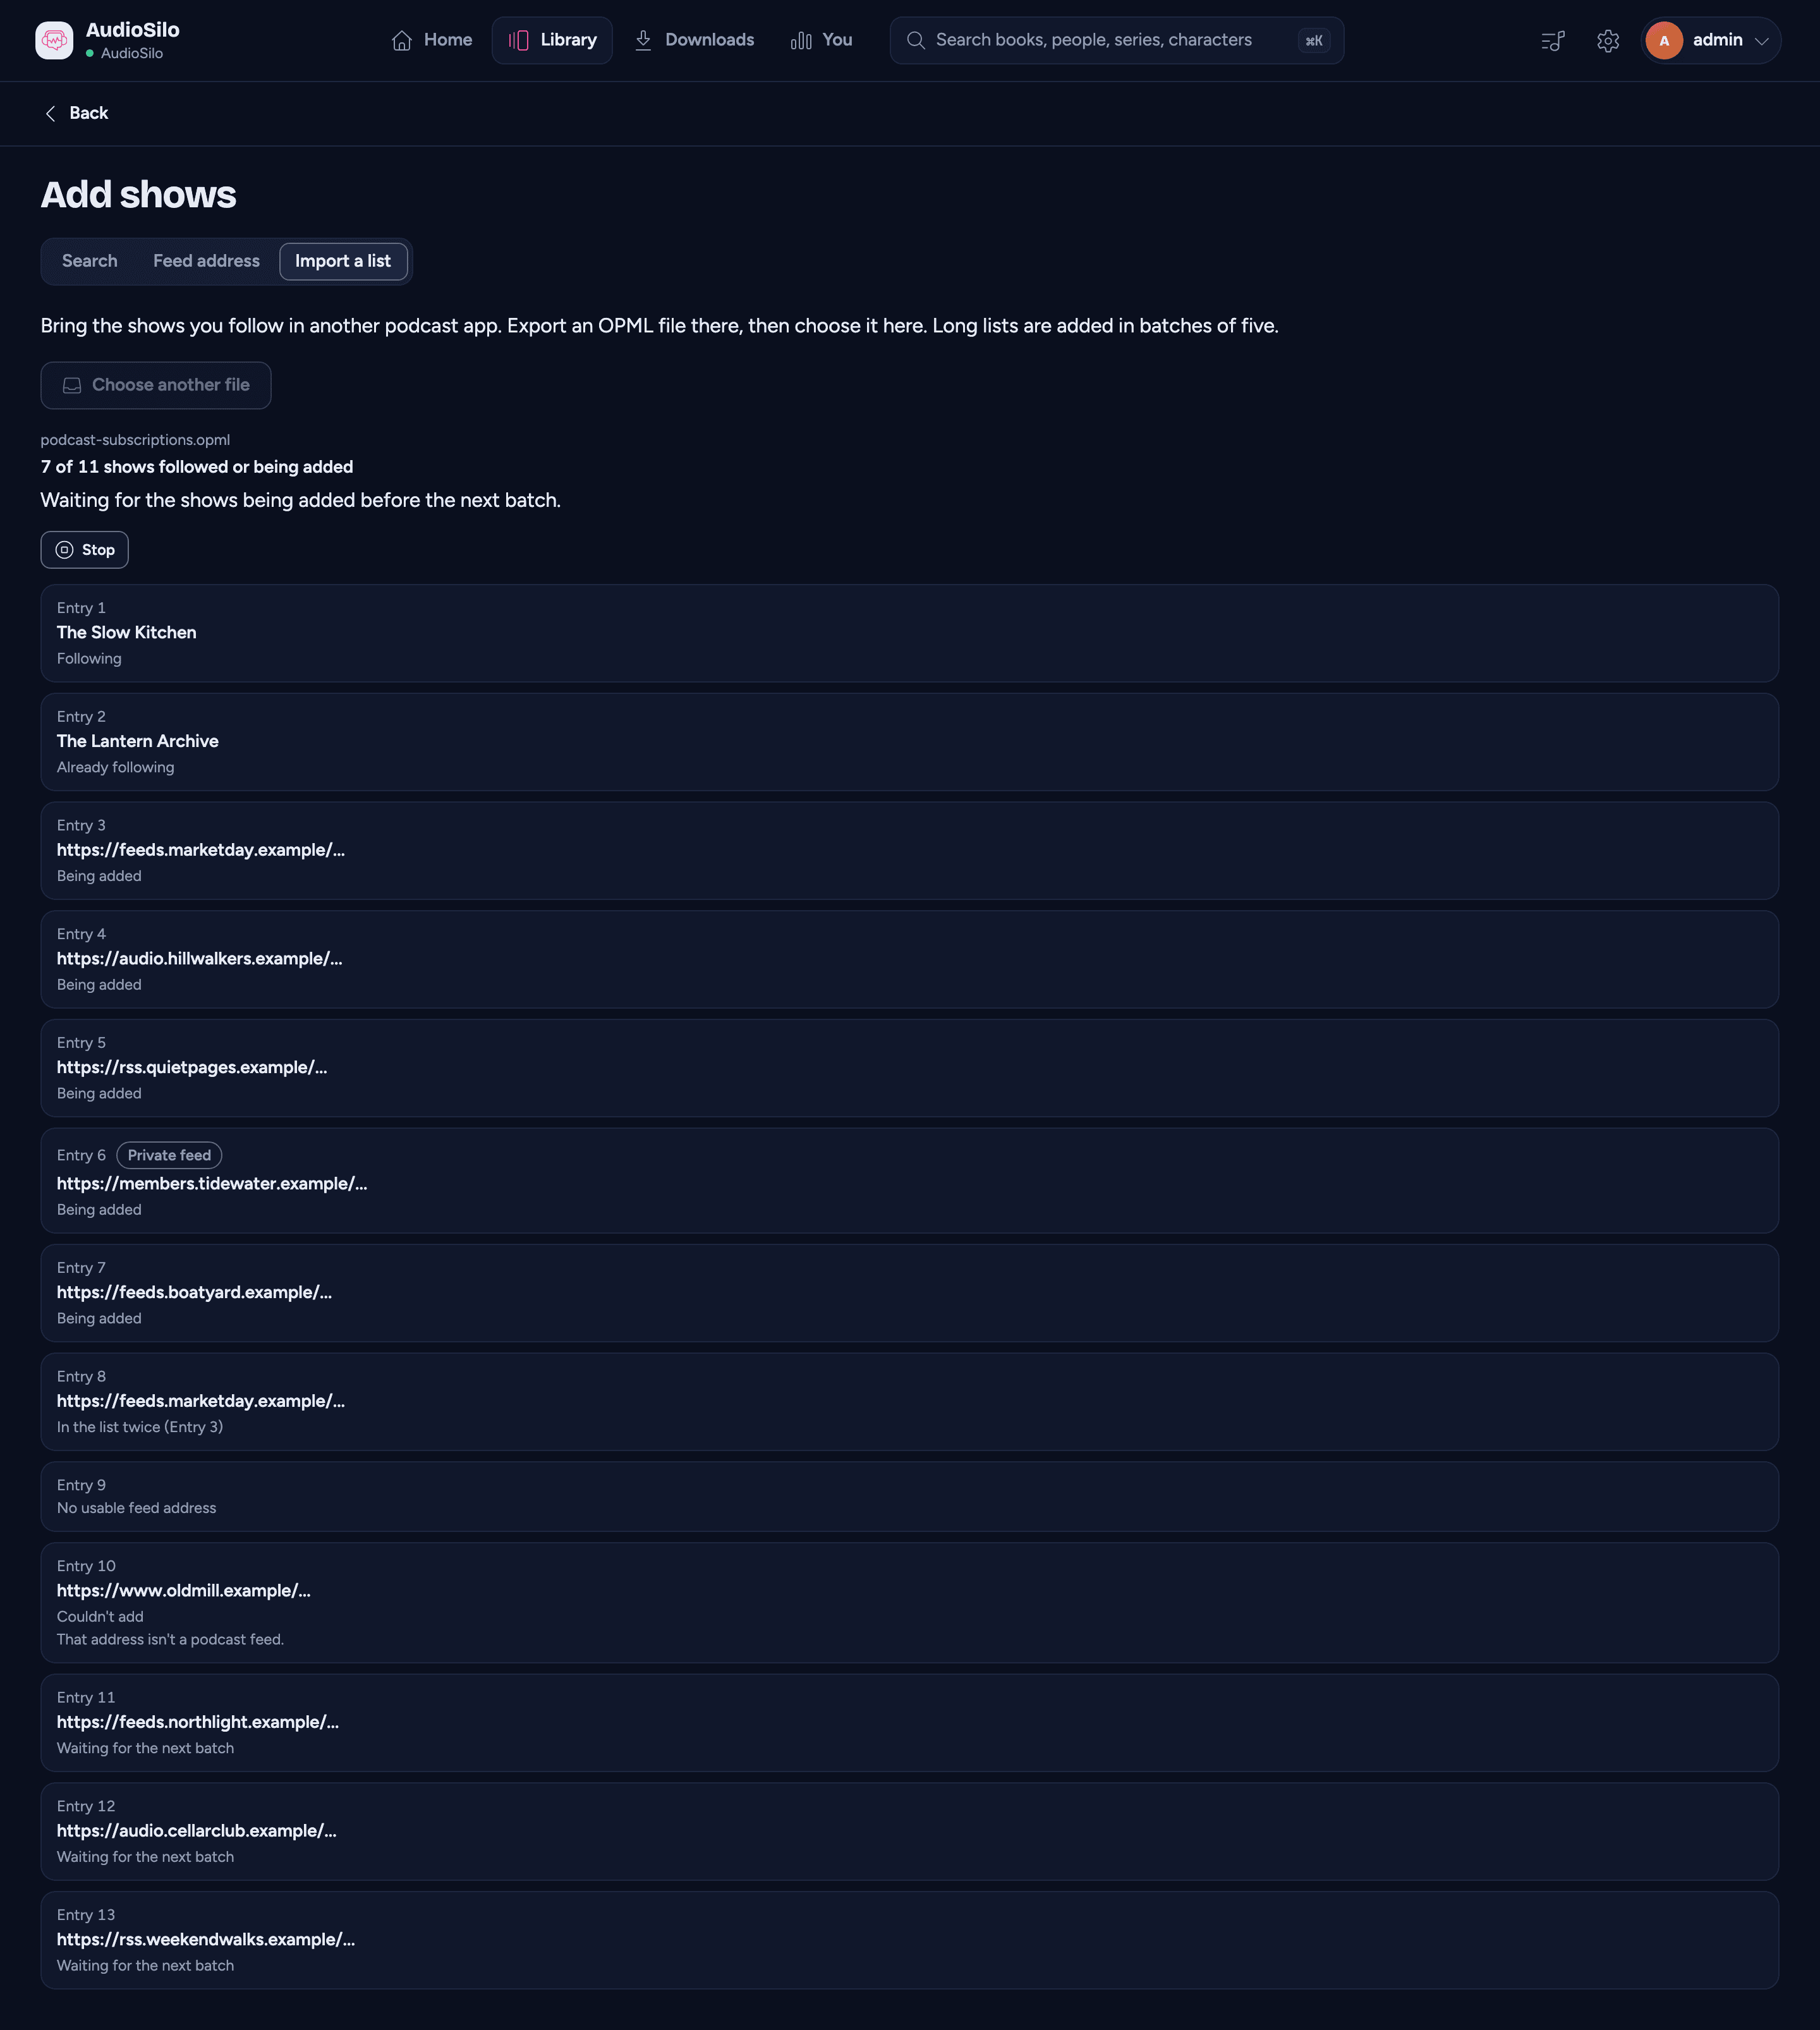 AudioSilo
AudioSilo
Home
Library
Downloads
You
Search books, people, series, characters
⌘K
A
admin
Back
Add shows
Search
Feed address
Import a list
Bring the shows you follow in another podcast app. Export an OPML file there, then choose it here. Long lists are added in batches of five.
Choose another file
podcast-subscriptions.opml
7 of 11 shows followed or being added
Waiting for the shows being added before the next batch.
Stop
Entry 1
The Slow Kitchen
Following
Entry 2
The Lantern Archive
Already following
Entry 3
https://feeds.marketday.example/...
Being added
Entry 4
https://audio.hillwalkers.example/...
Being added
Entry 5
https://rss.quietpages.example/...
Being added
Entry 6 Private feed
https://members.tidewater.example/...
Being added
Entry 7
https://feeds.boatyard.example/...
Being added
Entry 8
https://feeds.marketday.example/...
In the list twice (Entry 3)
Entry 9
No usable feed address
Entry 10
https://www.oldmill.example/...
Couldn't add
That address isn't a podcast feed.
Entry 11
https://feeds.northlight.example/...
Waiting for the next batch
Entry 12
https://audio.cellarclub.example/...
Waiting for the next batch
Entry 13
https://rss.weekendwalks.example/...
Waiting for the next batch